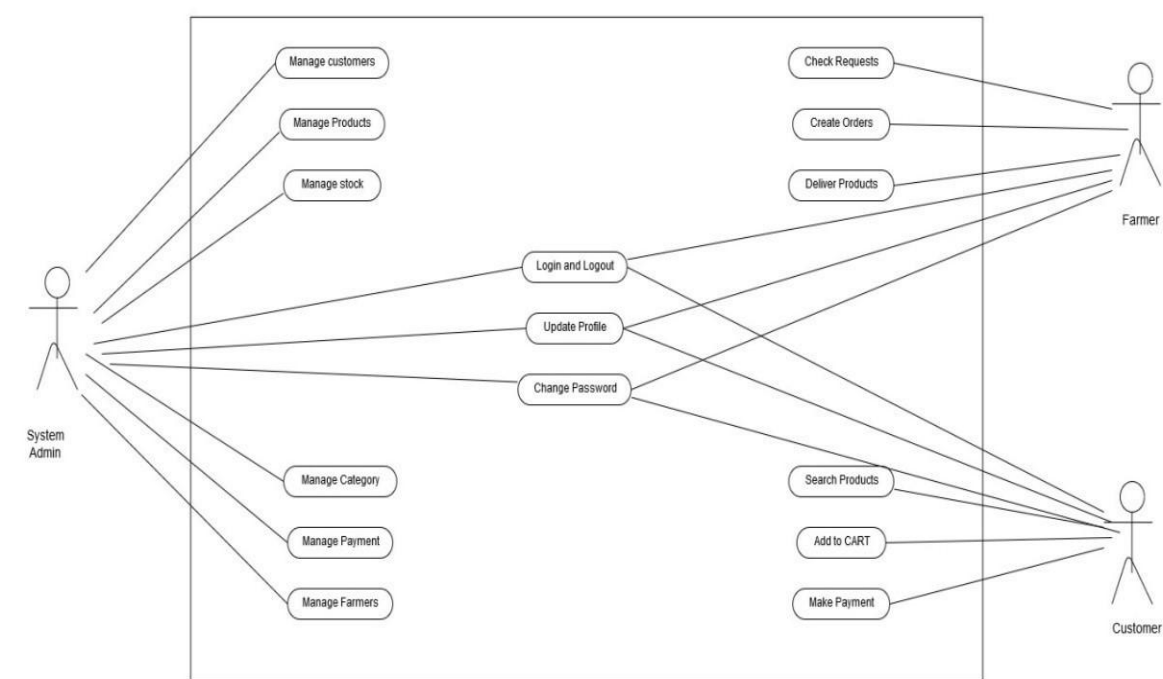 Manage customers
Check Requests
Manage Products
Create Orders
Manage stock
Deliver Products
Farmer
Login and Logout
Update Profile
Change Password
System
Admin
Manage Category
Search Products
Manage Payment
Add to CART
Manage Farmers
Make Payment
Customer